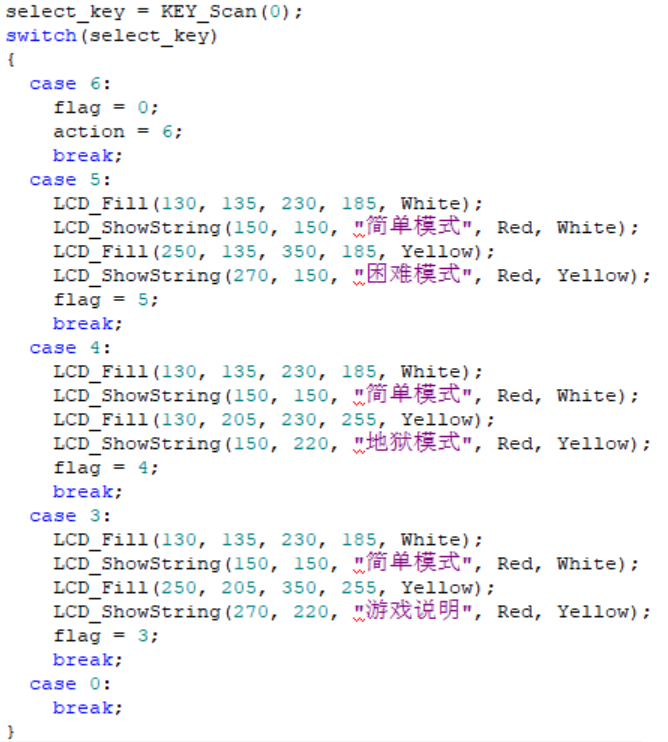 select_key = KEY_Scan(0);
switch(select_key)
{
  case 6:
    flag = 0;
    action = 6;
    break;
  case 5:
    LCD_Fill(130, 135, 230, 185, White);
    LCD_ShowString(150, 150, "简单模式", Red, White);
    LCD_Fill(250, 135, 350, 185, Yellow);
    LCD_ShowString(270, 150, "困难模式", Red, Yellow);
    flag = 5;
    break;
  case 4:
    LCD_Fill(130, 135, 230, 185, White);
    LCD_ShowString(150, 150, "简单模式", Red, White);
    LCD_Fill(130, 205, 230, 255, Yellow);
    LCD_ShowString(150, 220, "地狱模式", Red, Yellow);
    flag = 4;
    break;
  case 3:
    LCD_Fill(130, 135, 230, 185, White);
    LCD_ShowString(150, 150, "简单模式", Red, White);
    LCD_Fill(250, 205, 350, 255, Yellow);
    LCD_ShowString(270, 220, "游戏说明", Red, Yellow);
    flag = 3;
    break;
  case 0:
    break;
}